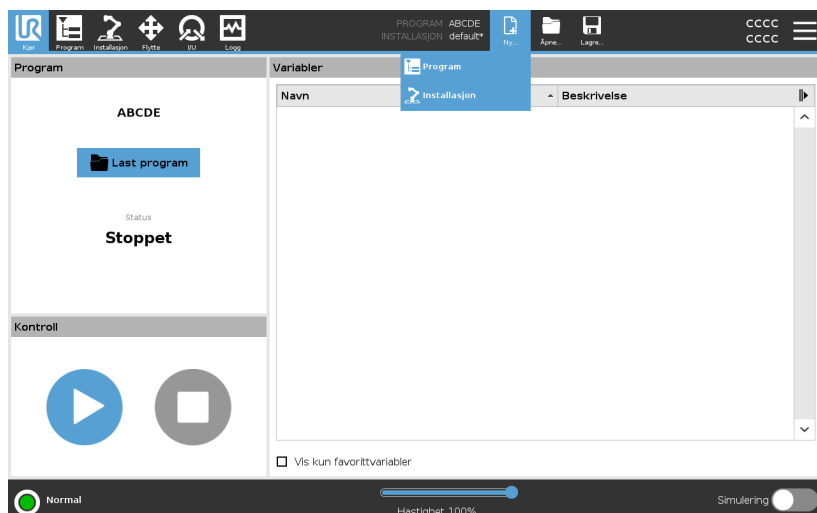 UR
Kjør
Program
Installasjon
Flytte
I/U
Logg
PROGRAM ABCDE
INSTALLASJON default*
Ny...
Åpne...
Lagre...
CCCC
CCCC
Program
Installasjon
Program
ABCDE
Last program
Status
Stoppet
Kontroll
Variabler
Navn
Beskrivelse
Vis kun favorittvariabler
Normal
Hastighet 100%
Simulering